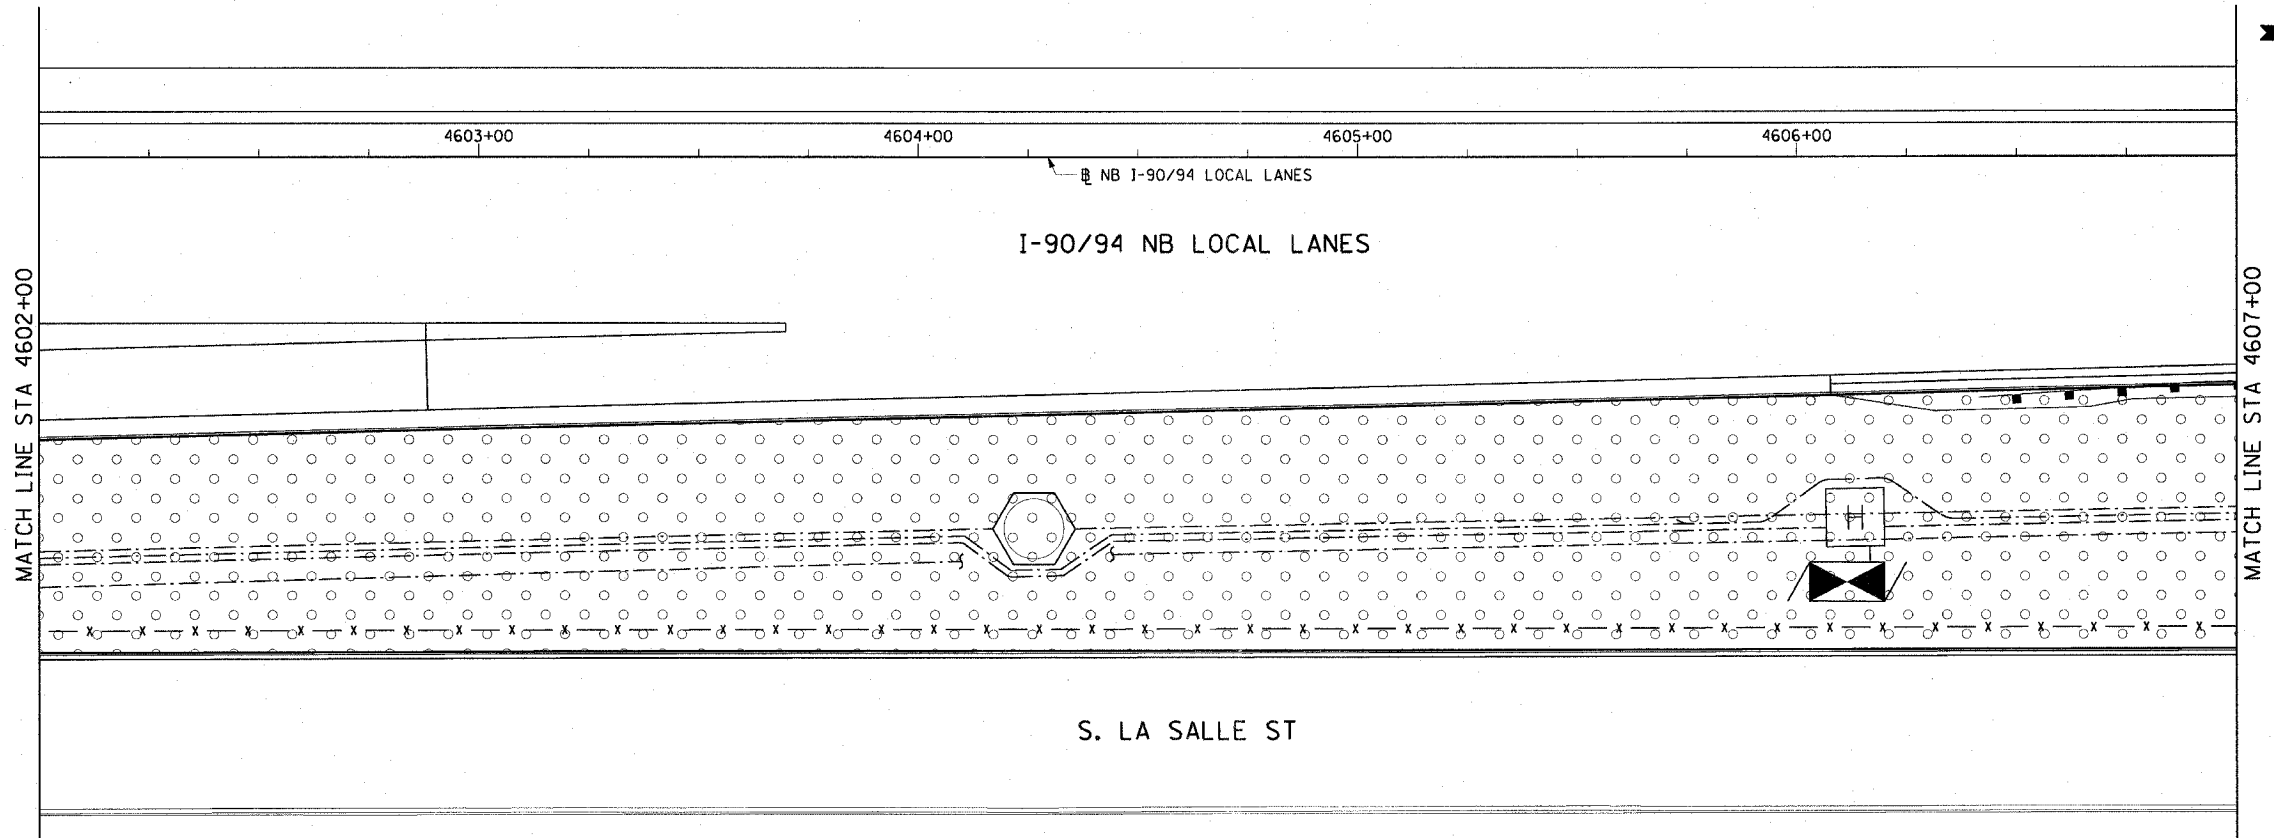 4603+00 4604+00 4605+00 4606+00
℄ NB I-90/94 LOCAL LANES
I-90/94 NB LOCAL LANES
MATCH LINE STA 4602+00
MATCH LINE STA 4607+00
H
S. LA SALLE ST